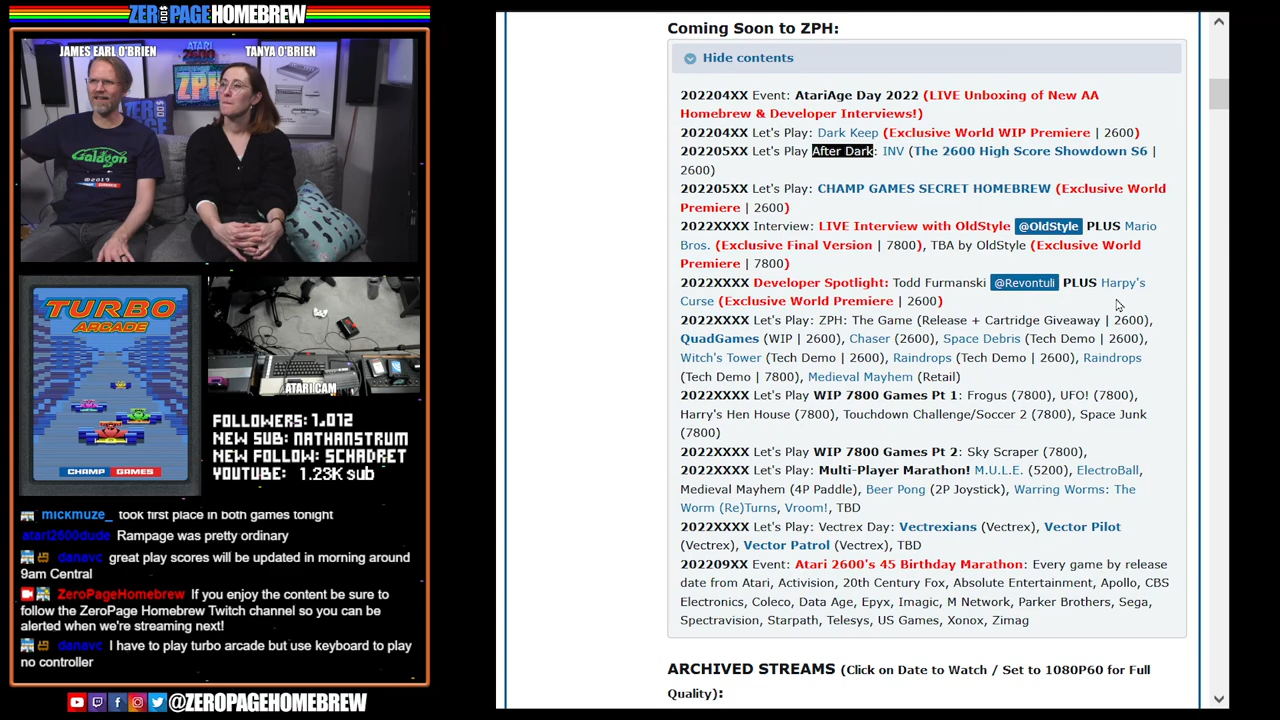 ZEROPAGE HOMEBREW
JAMES EARL O'BRIEN
TANYA O'BRIEN
ATARI
2600
ZPH
Galagon
@2019
TURBO
ARCADE
CHAMP GAMES
ATARI CAM
FOLLOWERS: 1,012
NEW SUB: NATHANSTRUM
NEW FOLLOW: SCHADRET
YOUTUBE: 1.23K sub
mickmuze_ took first place in both games tonight
atari2600dude Rampage was pretty ordinary
danavc great play scores will be updated in morning around
9am Central
ZeroPageHomebrew If you enjoy the content be sure to
follow the ZeroPage Homebrew Twitch channel so you can be
alerted when we're streaming next!
danavc I have to play turbo arcade but use keyboard to play
no controller
@ZEROPAGEHOMEBREW
Coming Soon to ZPH:
Hide contents
202204XX Event: AtariAge Day 2022 (LIVE Unboxing of New AA
Homebrew & Developer Interviews!)
202204XX Let's Play: Dark Keep (Exclusive World WIP Premiere | 2600)
202205XX Let's Play After Dark: INV (The 2600 High Score Showdown S6 |
2600)
202205XX Let's Play: CHAMP GAMES SECRET HOMEBREW (Exclusive World
Premiere | 2600)
2022XXXX Interview: LIVE Interview with OldStyle @OldStyle PLUS Mario
Bros. (Exclusive Final Version | 7800), TBA by OldStyle (Exclusive World
Premiere | 7800)
2022XXXX Developer Spotlight: Todd Furmanski @Revontuli PLUS Harpy's
Curse (Exclusive World Premiere | 2600)
2022XXXX Let's Play: ZPH: The Game (Release + Cartridge Giveaway | 2600),
QuadGames (WIP | 2600), Chaser (2600), Space Debris (Tech Demo | 2600),
Witch's Tower (Tech Demo | 2600), Raindrops (Tech Demo | 2600), Raindrops
(Tech Demo | 7800), Medieval Mayhem (Retail)
2022XXXX Let's Play WIP 7800 Games Pt 1: Frogus (7800), UFO! (7800),
Harry's Hen House (7800), Touchdown Challenge/Soccer 2 (7800), Space Junk
(7800)
2022XXXX Let's Play WIP 7800 Games Pt 2: Sky Scraper (7800),
2022XXXX Let's Play: Multi-Player Marathon! M.U.L.E. (5200), ElectroBall,
Medieval Mayhem (4P Paddle), Beer Pong (2P Joystick), Warring Worms: The
Worm (Re)Turns, Vroom!, TBD
2022XXXX Let's Play: Vectrex Day: Vectrexians (Vectrex), Vector Pilot
(Vectrex), Vector Patrol (Vectrex), TBD
202209XX Event: Atari 2600's 45 Birthday Marathon: Every game by release
date from Atari, Activision, 20th Century Fox, Absolute Entertainment, Apollo, CBS
Electronics, Coleco, Data Age, Epyx, Imagic, M Network, Parker Brothers, Sega,
Spectravision, Starpath, Telesys, US Games, Xonox, Zimag
ARCHIVED STREAMS (Click on Date to Watch / Set to 1080P60 for Full
Quality):